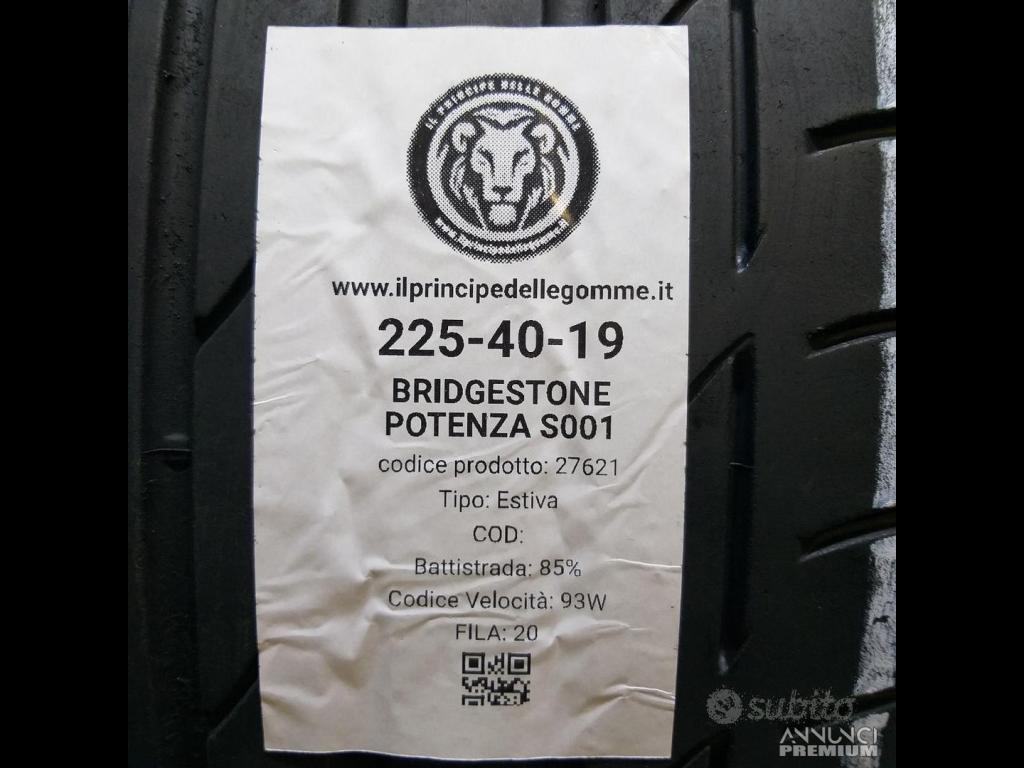 IL PRINCIPE DELLE GOMME
www.ilprincipedellegomme.it
225-40-19
BRIDGESTONE
POTENZA S001
codice prodotto: 27621
Tipo: Estiva
COD:
Battistrada: 85%
Codice Velocità: 93W
FILA: 20
subito
ANNUNCI
PREMIUM